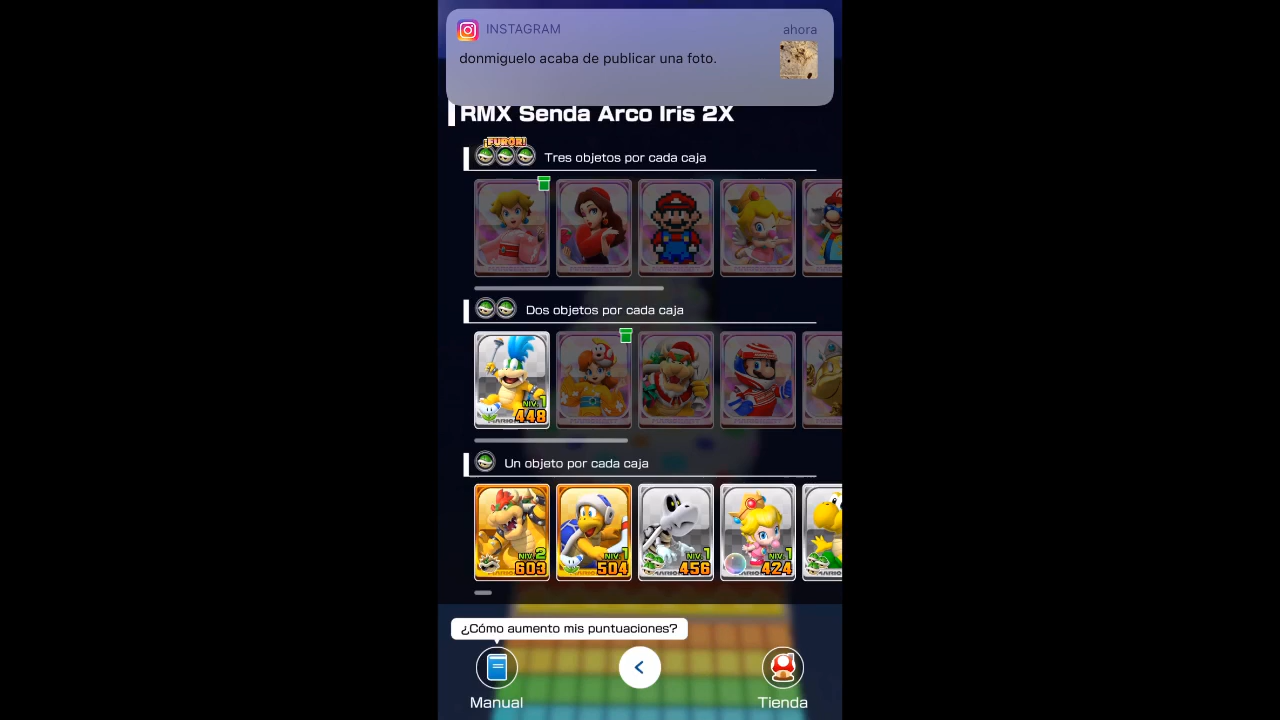 INSTAGRAM
ahora
donmiguelo acaba de publicar una foto.
RMX Senda Arco Iris 2X
¡FUROR!
Tres objetos por cada caja
Dos objetos por cada caja
NIV. 1
448
Un objeto por cada caja
NIV. 2
603
NIV. 1
504
NIV. 1
456
NIV. 1
424
¿Cómo aumento mis puntuaciones?
Manual
Tienda